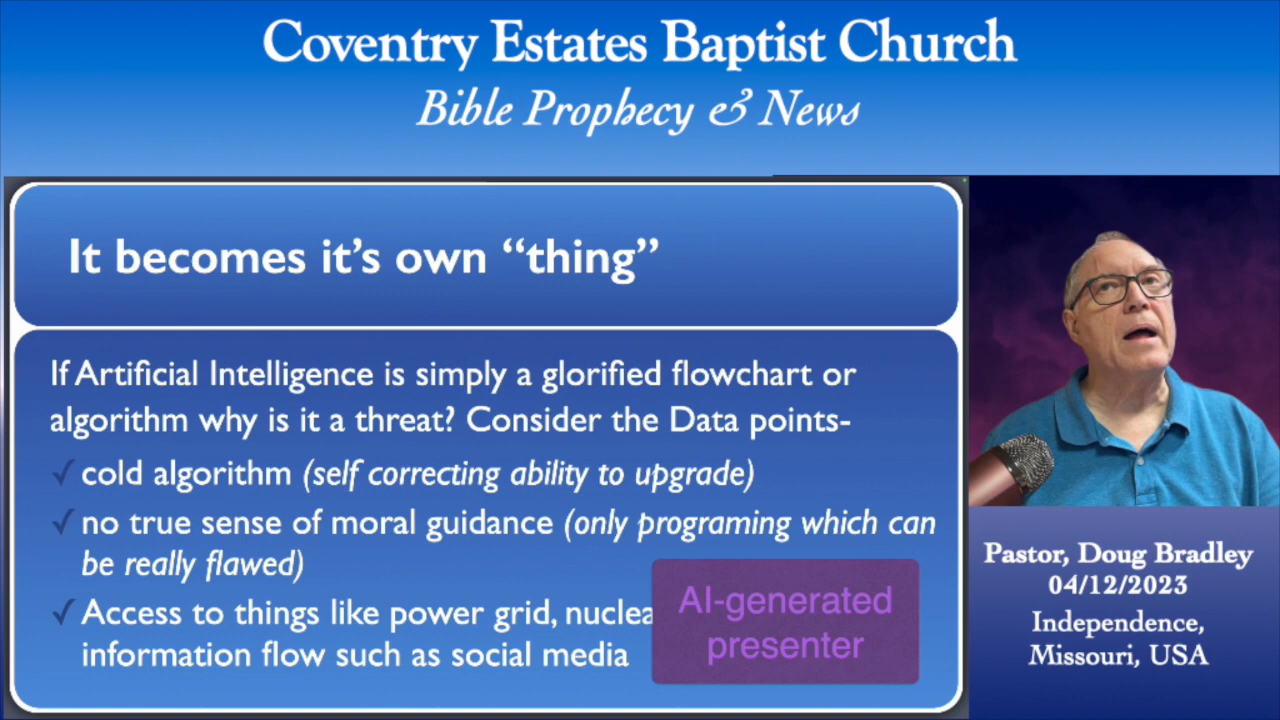 Coventry Estates Baptist Church
Bible Prophecy & News
It becomes it’s own “thing”
If Artificial Intelligence is simply a glorified flowchart or
algorithm why is it a threat? Consider the Data points-
✓ cold algorithm (self correcting ability to upgrade)
✓ no true sense of moral guidance (only programing which can
be really flawed)
✓ Access to things like power grid,
information flow such as social media
AI-generated
presenter
Pastor, Doug Bradley
04/12/2023
Independence,
Missouri, USA